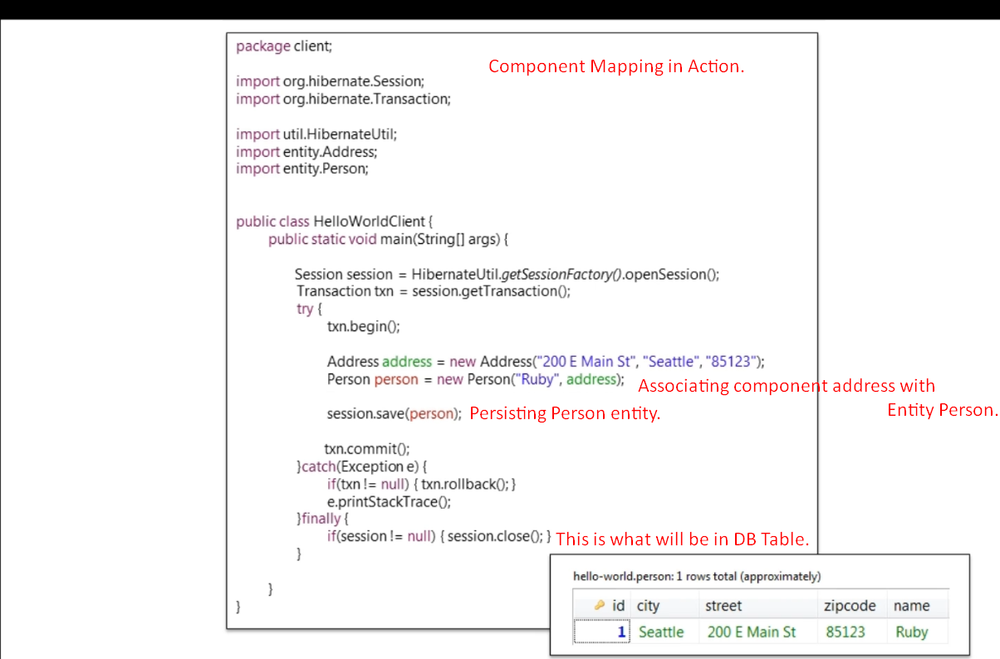 package client;
Component Mapping in Action.
import org.hibernate.Session;
import org.hibernate.Transaction;
import util.HibernateUtil;
import entity.Address;
import entity.Person;
public class HelloWorldClient {
public static void main(String[] args) {
Session session = HibernateUtil.getSessionFactory().openSession();
Transaction txn = session.getTransaction();
try {
txn.begin();
Address address = new Address("200 E Main St", "Seattle", "85123");
Person person = new Person("Ruby", address);
Associating component address with
Entity Person.
session.save(person); Persisting Person entity.
txn.commit();
}catch(Exception e) {
if(txn != null) { txn.rollback(); }
e.printStackTrace();
}finally {
if(session != null) { session.close(); } This is what will be in DB Table.
}
}
}
hello-world.person: 1 rows total (approximately)
id city street zipcode name
1 Seattle 200 E Main St 85123 Ruby